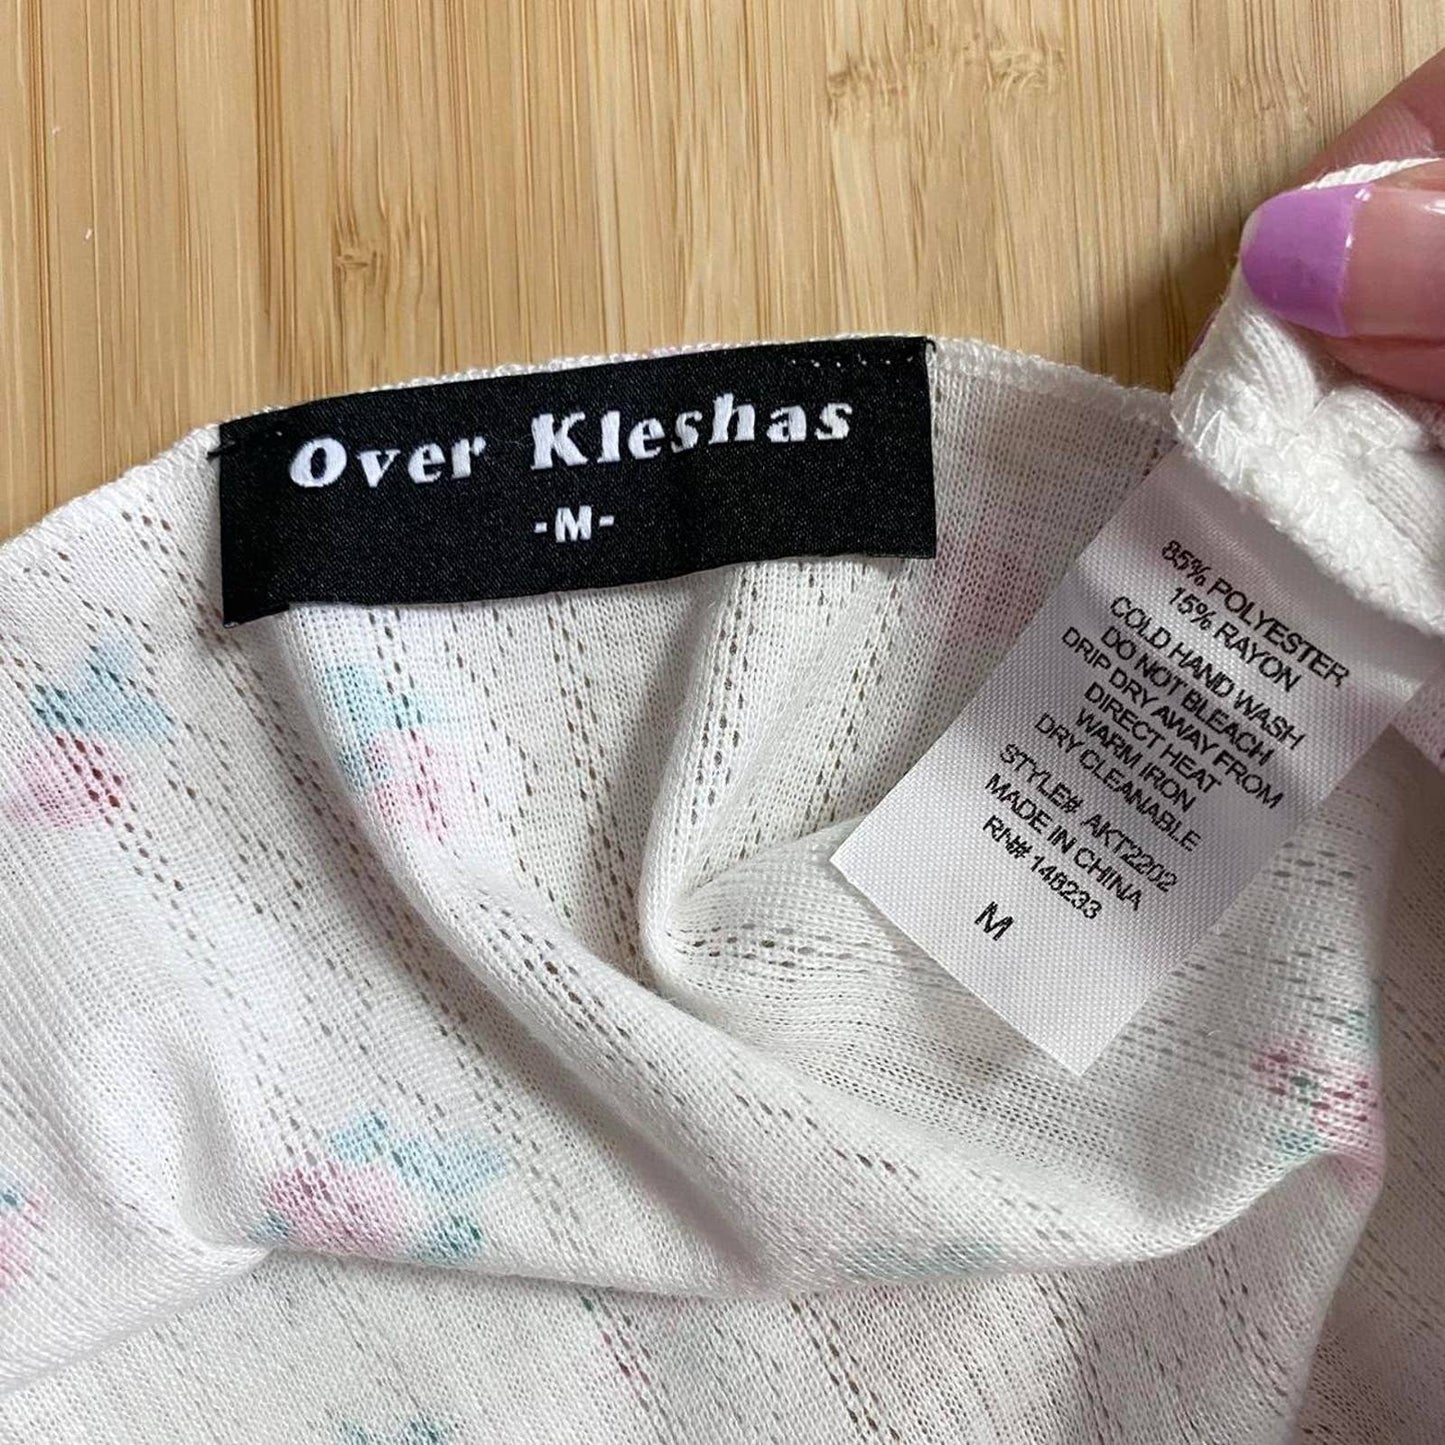 Over Kleshas
-M-
85% POLYESTER
15% RAYON
COLD HAND WASH
DO NOT BLEACH
DRIP DRY AWAY FROM
DIRECT HEAT
WARM IRON
DRY CLEANABLE
STYLE# AKT2202
MADE IN CHINA
RN# 148233
M